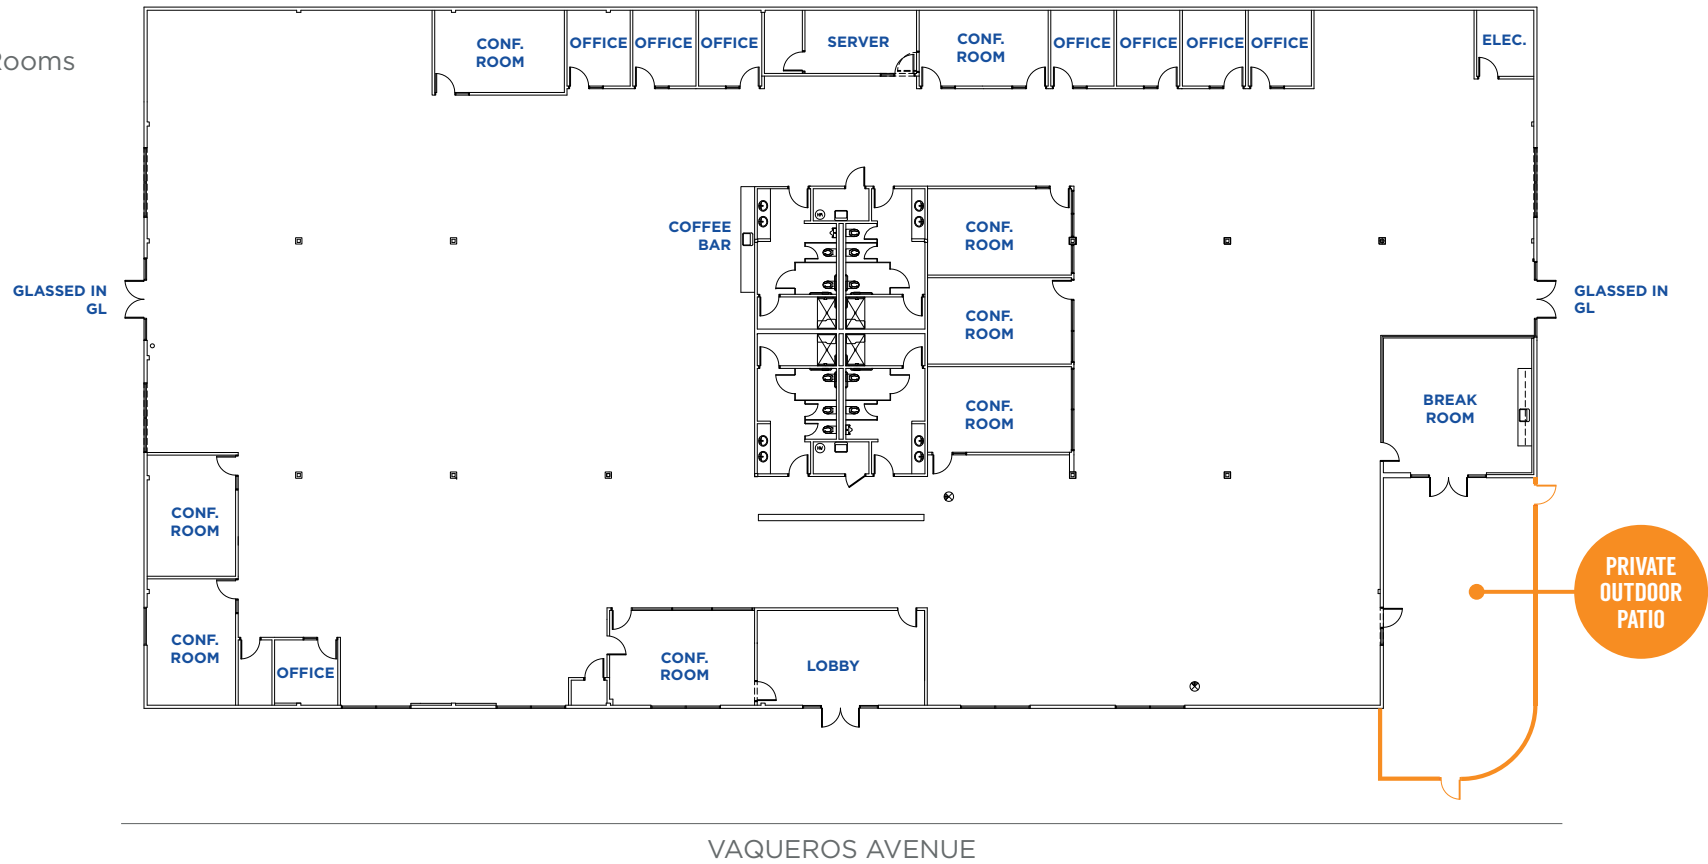 Rooms
CONF.
ROOM
OFFICE
OFFICE
OFFICE
SERVER
CONF.
ROOM
OFFICE
OFFICE
OFFICE
OFFICE
ELEC.
COFFEE
BAR
CONF.
ROOM
GLASSED IN
GL
CONF.
ROOM
GLASSED IN
GL
CONF.
ROOM
BREAK
ROOM
CONF.
ROOM
CONF.
ROOM
OFFICE
CONF.
ROOM
LOBBY
PRIVATE
OUTDOOR
PATIO
VAQUEROS AVENUE